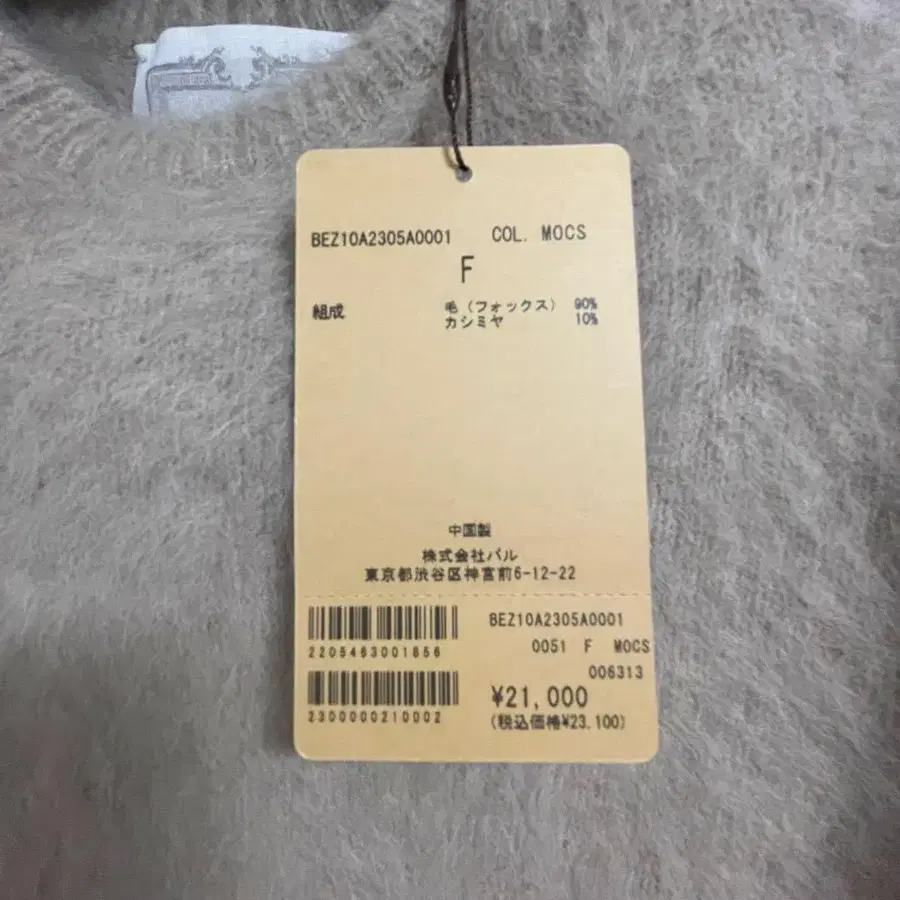 BEZ10A2305A0001 COL. MOCS
F
組成 毛(フォックス) 90%
カシミヤ 10%
中国製
株式会社パル
東京都渋谷区神宮前6-12-22
BEZ10A2305A0001
0051 F MOCS
2205463001856
006313
¥21,000
2300000210002
(税込価格¥23,100)